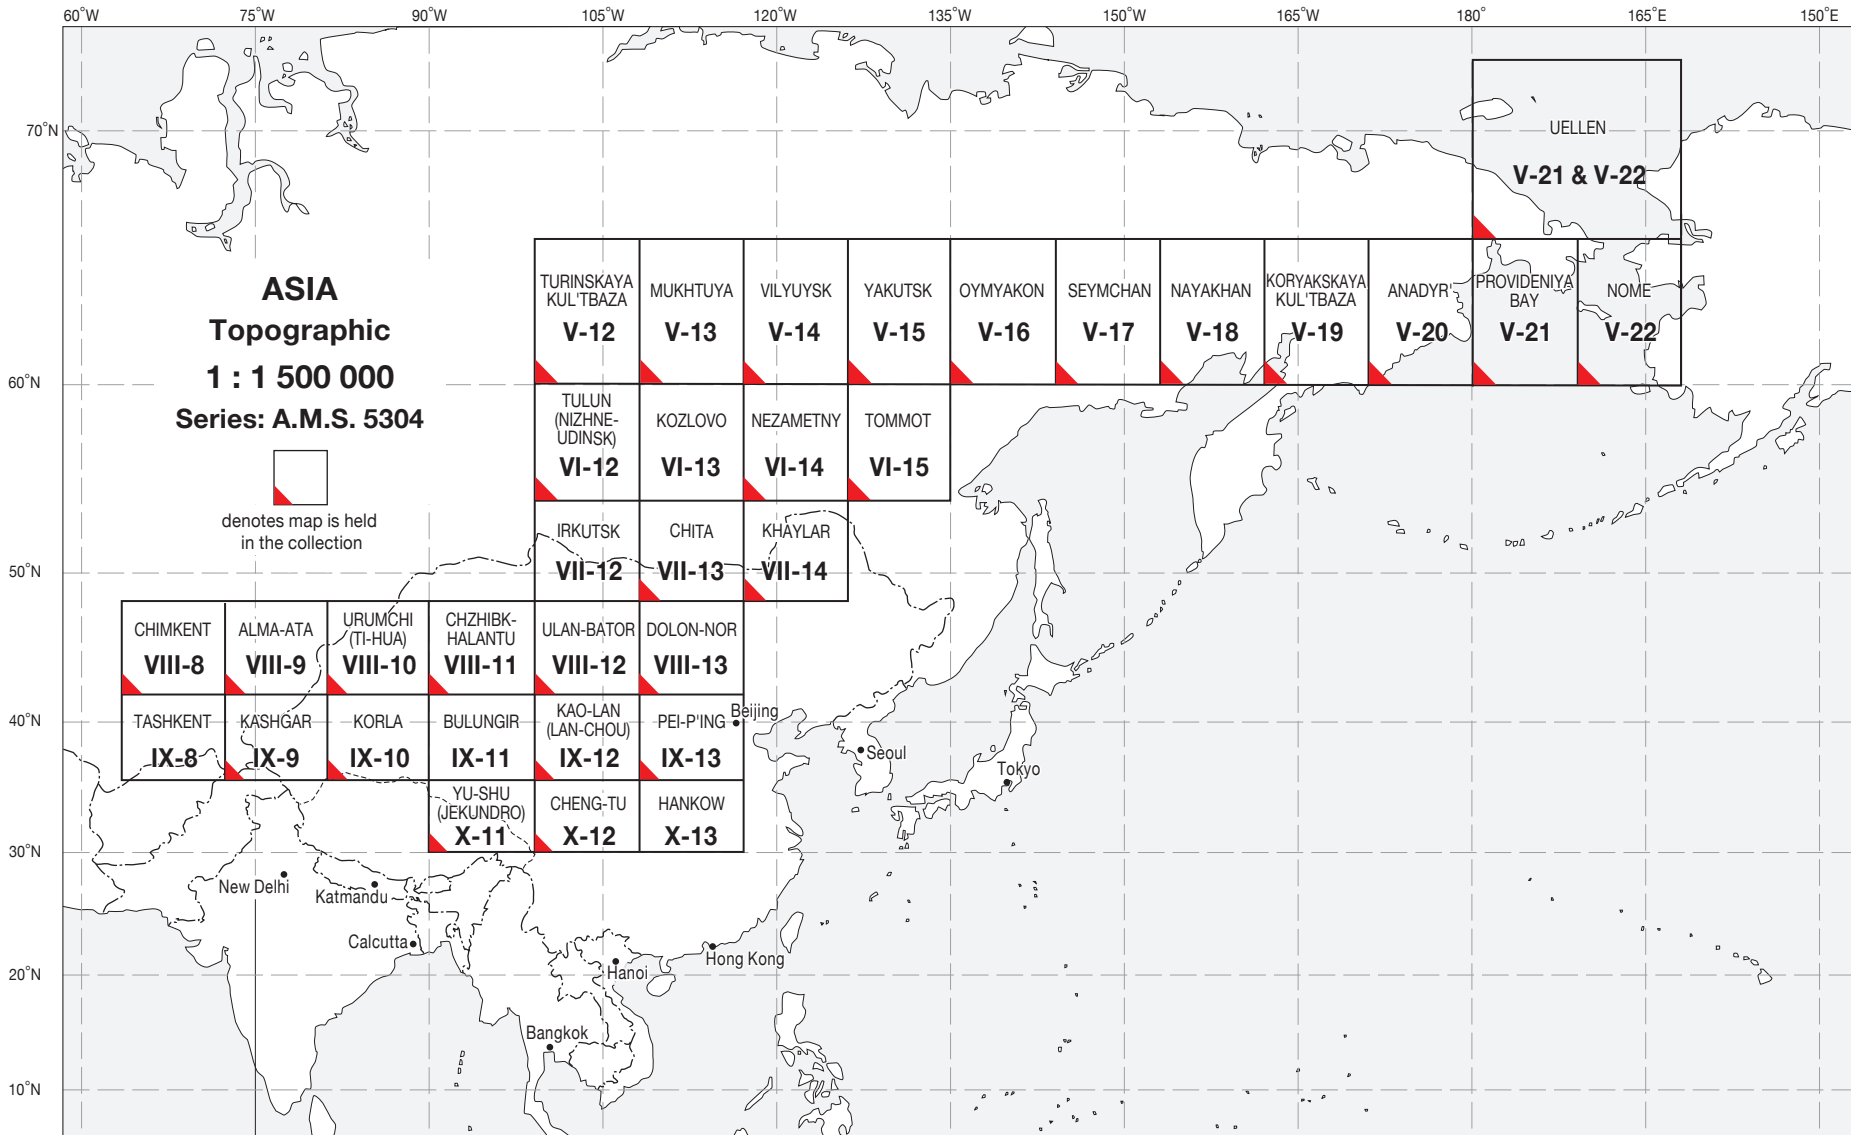 60°W 75°W 90°W 105°W 120°W 135°W 150°W 165°W 180° 165°E 150°E
70°N
UELLEN
V-21 & V-22
ASIA
Topographic
1 : 1 500 000
Series: A.M.S. 5304
denotes map is held
in the collection
TURINSKAYA
KUL'TBAZA
V-12
MUKHTUYA
V-13
VILYUYSK
V-14
YAKUTSK
V-15
OYMYAKON
V-16
SEYMCHAN
V-17
NAYAKHAN
V-18
KORYAKSKAYA
KUL'TBAZA
V-19
ANADYR'
V-20
PROVIDENIYA
BAY
V-21
NOME
V-22
60°N
TULUN
(NIZHNE-
UDINSK)
VI-12
KOZLOVO
VI-13
NEZAMETNY
VI-14
TOMMOT
VI-15
IRKUTSK
VII-12
CHITA
VII-13
KHAYLAR
VII-14
50°N
CHIMKENT
VIII-8
ALMA-ATA
VIII-9
URUMCHI
(TI-HUA)
VIII-10
CHZHIBK-
HALANTU
VIII-11
ULAN-BATOR
VIII-12
DOLON-NOR
VIII-13
40°N
TASHKENT
IX-8
KASHGAR
IX-9
KORLA
IX-10
BULUNGIR
IX-11
KAO-LAN
(LAN-CHOU)
IX-12
PEI-P'ING
IX-13
Beijing
Seoul
Tokyo
YU-SHU
(JEKUNDRO)
X-11
CHENG-TU
X-12
HANKOW
X-13
30°N
New Delhi
Katmandu
Calcutta
Hong Kong
Hanoi
20°N
Bangkok
10°N